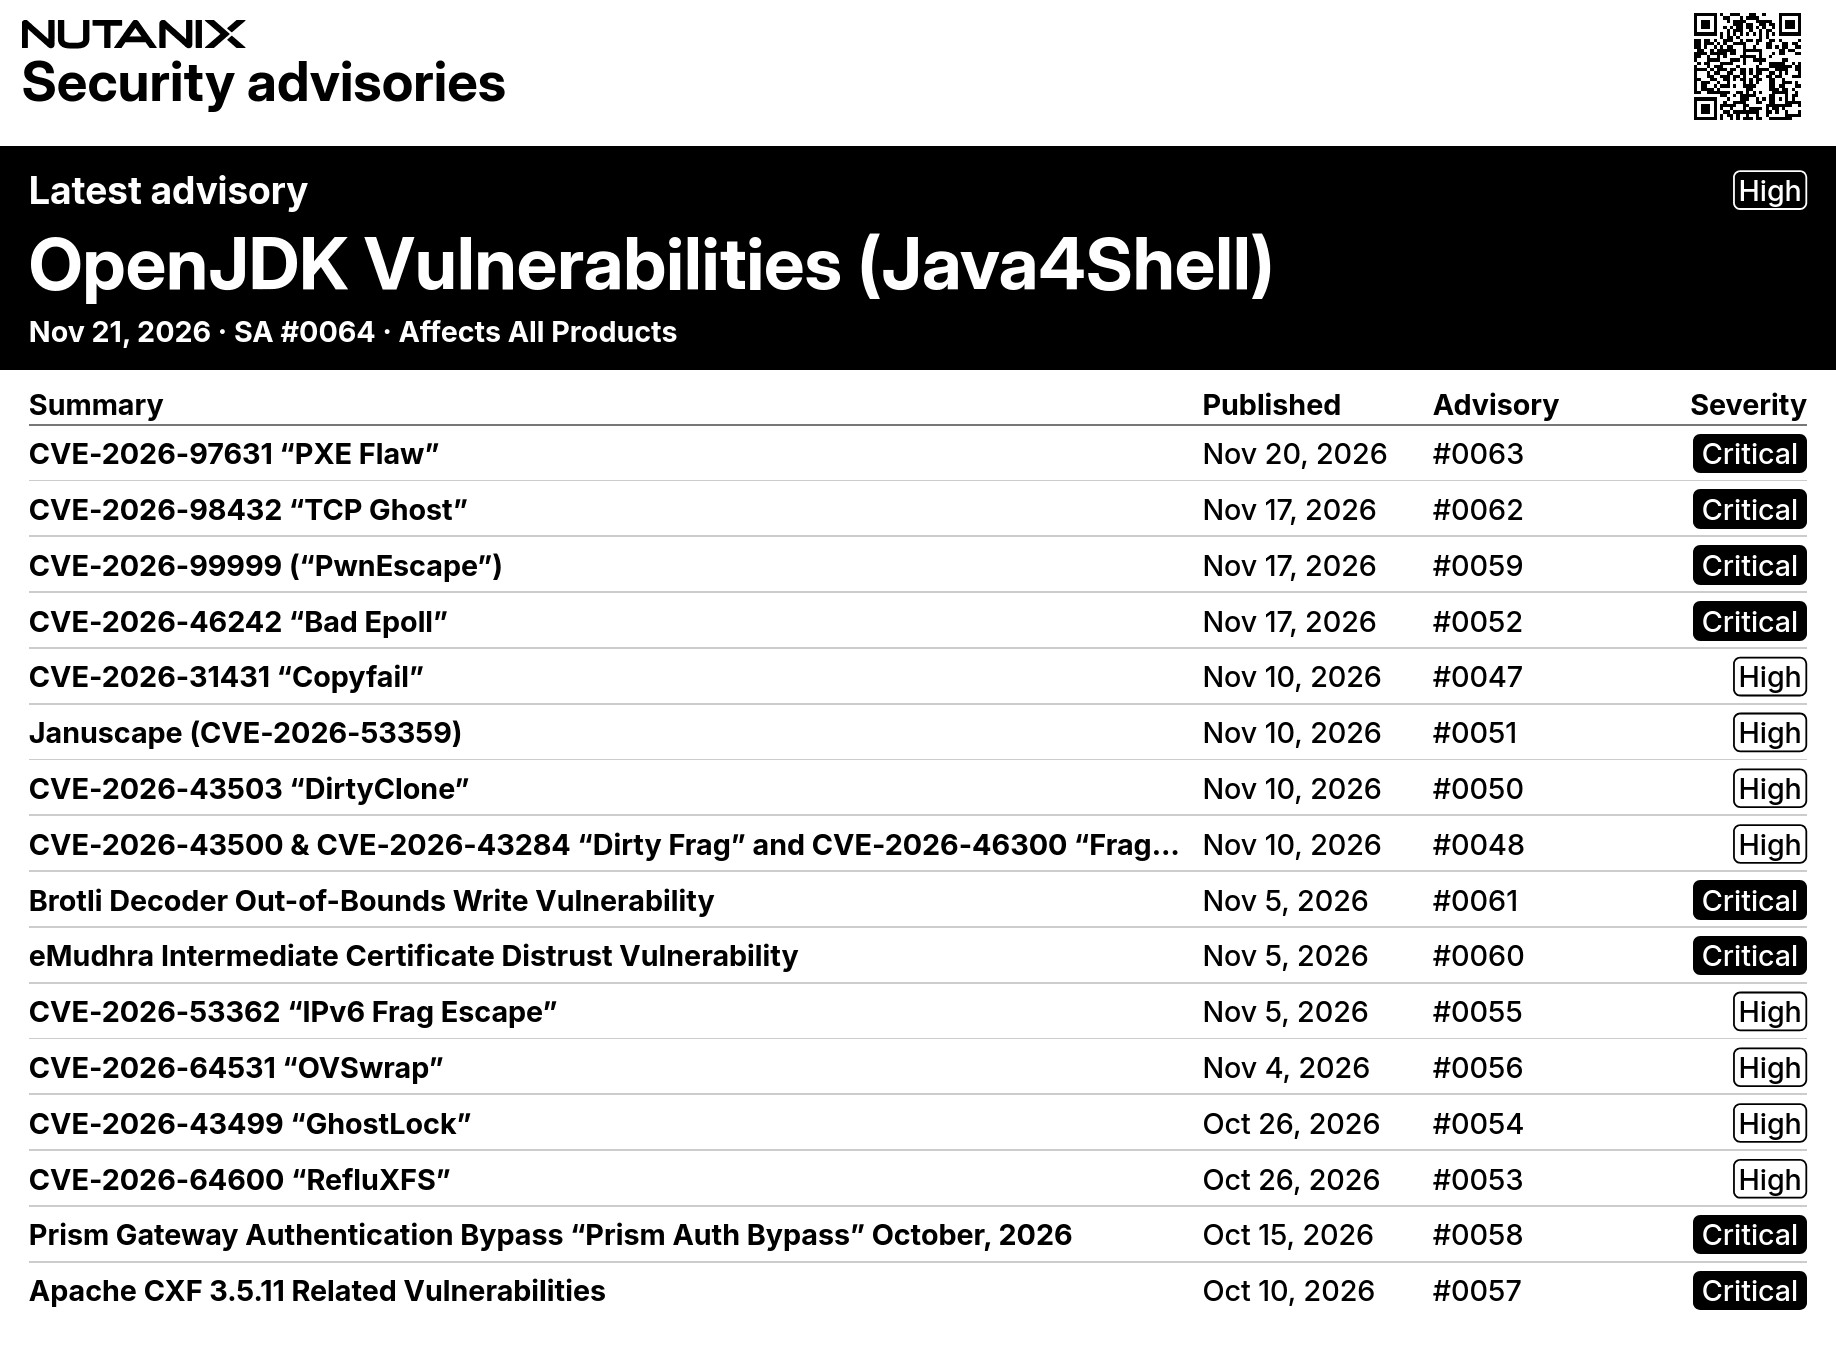 NUTANIX
Security advisories
Latest advisory
High
OpenJDK Vulnerabilities (Java4Shell)
Nov 21, 2026 · SA #0064 · Affects All Products
Summary Published Advisory Severity
CVE-2026-97631 “PXE Flaw” Nov 20, 2026 #0063 Critical
CVE-2026-98432 “TCP Ghost” Nov 17, 2026 #0062 Critical
CVE-2026-99999 (“PwnEscape”) Nov 17, 2026 #0059 Critical
CVE-2026-46242 “Bad Epoll” Nov 17, 2026 #0052 Critical
CVE-2026-31431 “Copyfail” Nov 10, 2026 #0047 High
Januscape (CVE-2026-53359) Nov 10, 2026 #0051 High
CVE-2026-43503 “DirtyClone” Nov 10, 2026 #0050 High
CVE-2026-43500 & CVE-2026-43284 “Dirty Frag” and CVE-2026-46300 “Frag... Nov 10, 2026 #0048 High
Brotli Decoder Out-of-Bounds Write Vulnerability Nov 5, 2026 #0061 Critical
eMudhra Intermediate Certificate Distrust Vulnerability Nov 5, 2026 #0060 Critical
CVE-2026-53362 “IPv6 Frag Escape” Nov 5, 2026 #0055 High
CVE-2026-64531 “OVSwrap” Nov 4, 2026 #0056 High
CVE-2026-43499 “GhostLock” Oct 26, 2026 #0054 High
CVE-2026-64600 “RefluXFS” Oct 26, 2026 #0053 High
Prism Gateway Authentication Bypass “Prism Auth Bypass” October, 2026 Oct 15, 2026 #0058 Critical
Apache CXF 3.5.11 Related Vulnerabilities Oct 10, 2026 #0057 Critical